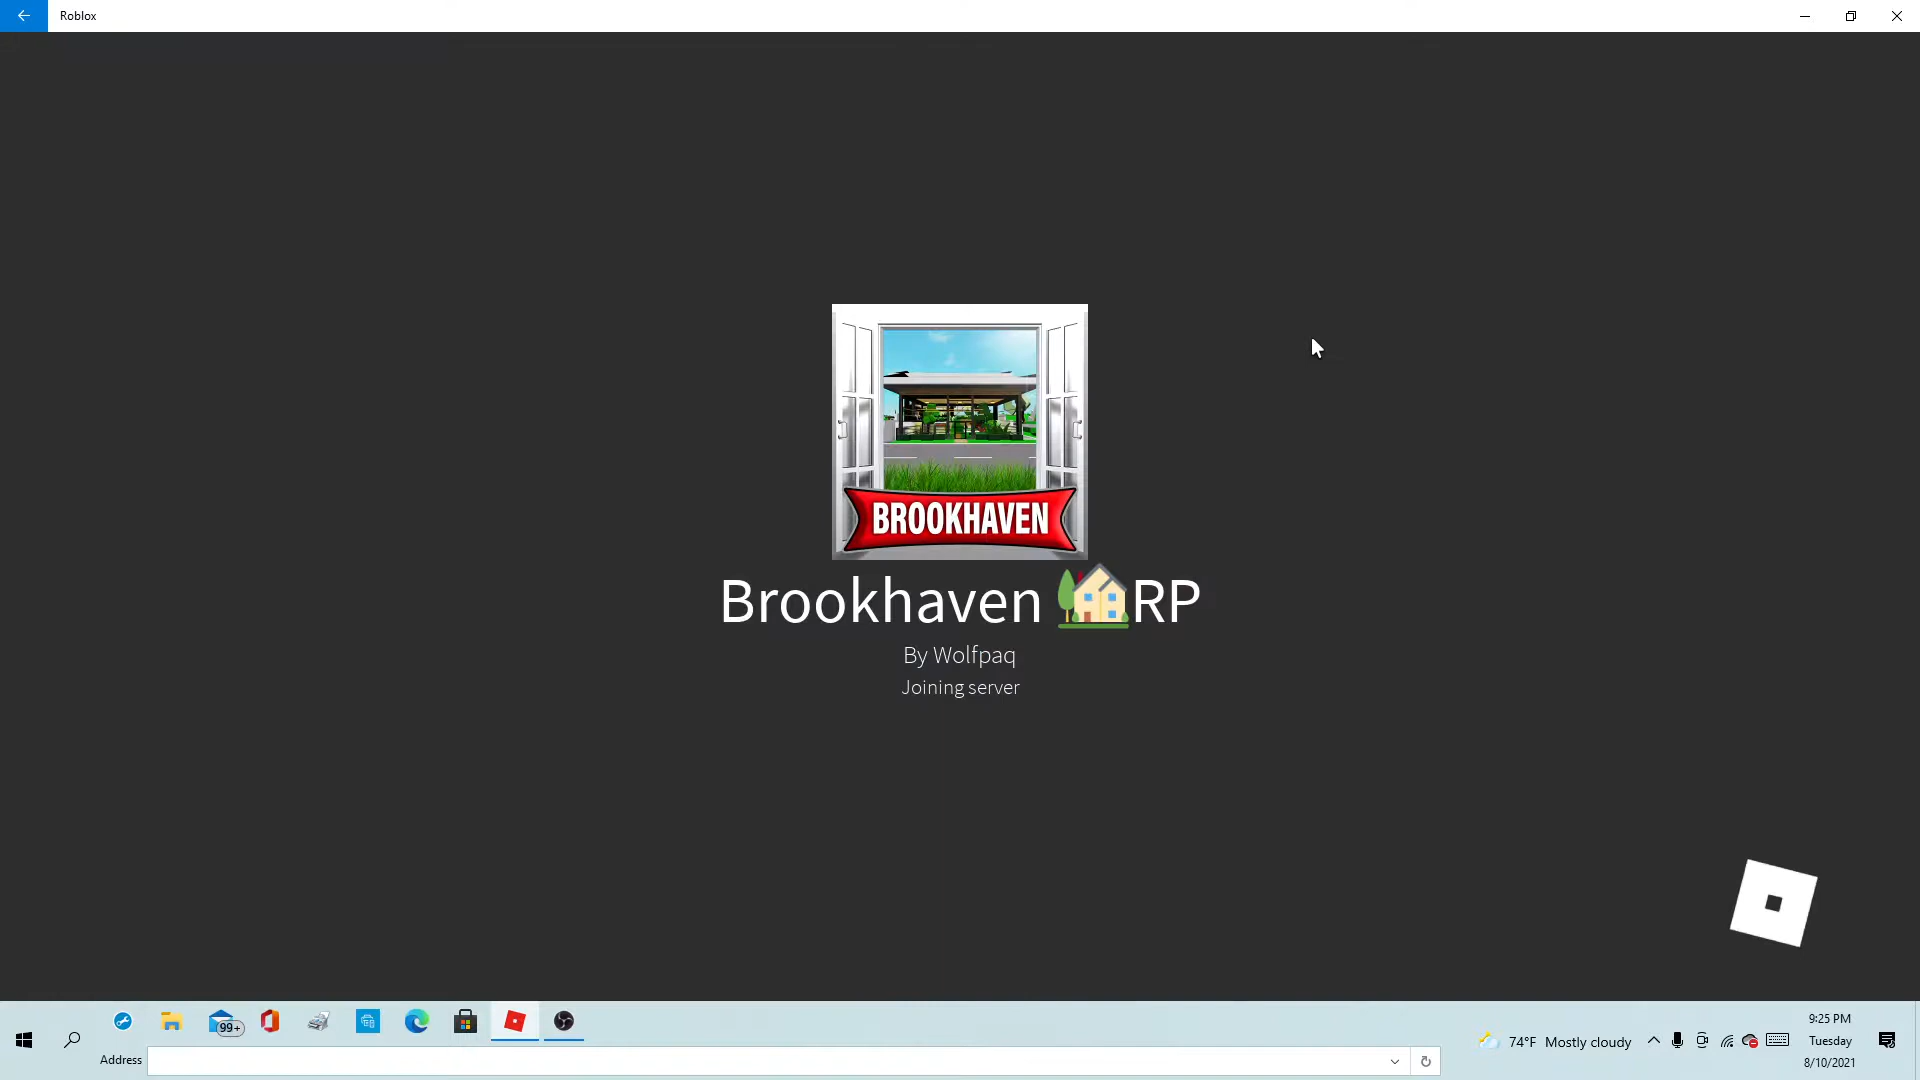 Roblox
BROOKHAVEN
Brookhaven 🏡RP
By Wolfpaq
Joining server
99+
Address
74°F Mostly cloudy
9:25 PM
Tuesday
8/10/2021